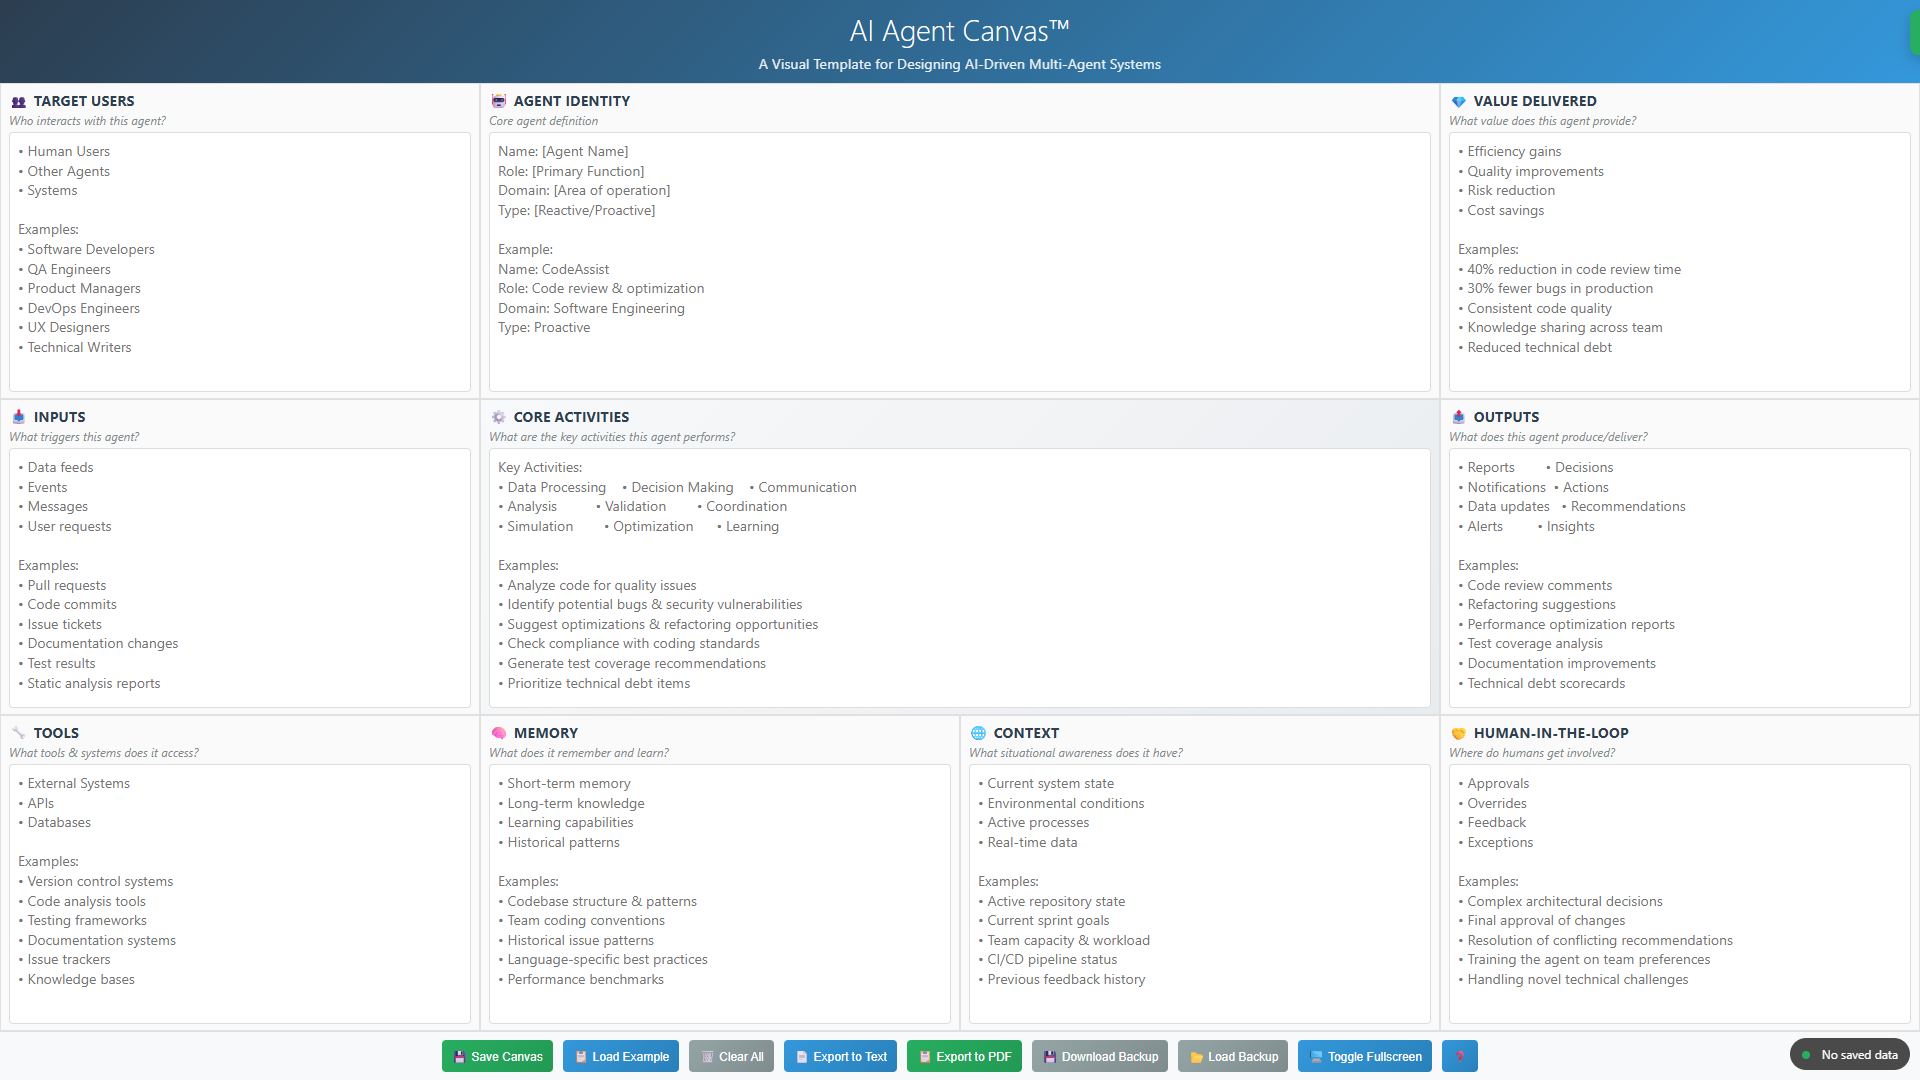 AI Agent Canvas™
A Visual Template for Designing AI-Driven Multi-Agent Systems
TARGET USERS
Who interacts with this agent?
• Human Users
• Other Agents
• Systems
Examples:
• Software Developers
• QA Engineers
• Product Managers
• DevOps Engineers
• UX Designers
• Technical Writers
AGENT IDENTITY
Core agent definition
Name: [Agent Name]
Role: [Primary Function]
Domain: [Area of operation]
Type: [Reactive/Proactive]
Example:
Name: CodeAssist
Role: Code review & optimization
Domain: Software Engineering
Type: Proactive
VALUE DELIVERED
What value does this agent provide?
• Efficiency gains
• Quality improvements
• Risk reduction
• Cost savings
Examples:
• 40% reduction in code review time
• 30% fewer bugs in production
• Consistent code quality
• Knowledge sharing across team
• Reduced technical debt
INPUTS
What triggers this agent?
• Data feeds
• Events
• Messages
• User requests
Examples:
• Pull requests
• Code commits
• Issue tickets
• Documentation changes
• Test results
• Static analysis reports
CORE ACTIVITIES
What are the key activities this agent performs?
Key Activities:
• Data Processing • Decision Making • Communication
• Analysis • Validation • Coordination
• Simulation • Optimization • Learning
Examples:
• Analyze code for quality issues
• Identify potential bugs & security vulnerabilities
• Suggest optimizations & refactoring opportunities
• Check compliance with coding standards
• Generate test coverage recommendations
• Prioritize technical debt items
OUTPUTS
What does this agent produce/deliver?
• Reports • Decisions
• Notifications • Actions
• Data updates • Recommendations
• Alerts • Insights
Examples:
• Code review comments
• Refactoring suggestions
• Performance optimization reports
• Test coverage analysis
• Documentation improvements
• Technical debt scorecards
TOOLS
What tools & systems does it access?
• External Systems
• APIs
• Databases
Examples:
• Version control systems
• Code analysis tools
• Testing frameworks
• Documentation systems
• Issue trackers
• Knowledge bases
MEMORY
What does it remember and learn?
• Short-term memory
• Long-term knowledge
• Learning capabilities
• Historical patterns
Examples:
• Codebase structure & patterns
• Team coding conventions
• Historical issue patterns
• Language-specific best practices
• Performance benchmarks
CONTEXT
What situational awareness does it have?
• Current system state
• Environmental conditions
• Active processes
• Real-time data
Examples:
• Active repository state
• Current sprint goals
• Team capacity & workload
• CI/CD pipeline status
• Previous feedback history
HUMAN-IN-THE-LOOP
Where do humans get involved?
• Approvals
• Overrides
• Feedback
• Exceptions
Examples:
• Complex architectural decisions
• Final approval of changes
• Resolution of conflicting recommendations
• Training the agent on team preferences
• Handling novel technical challenges
Save Canvas
Load Example
Clear All
Export to Text
Export to PDF
Download Backup
Load Backup
Toggle Fullscreen
No saved data